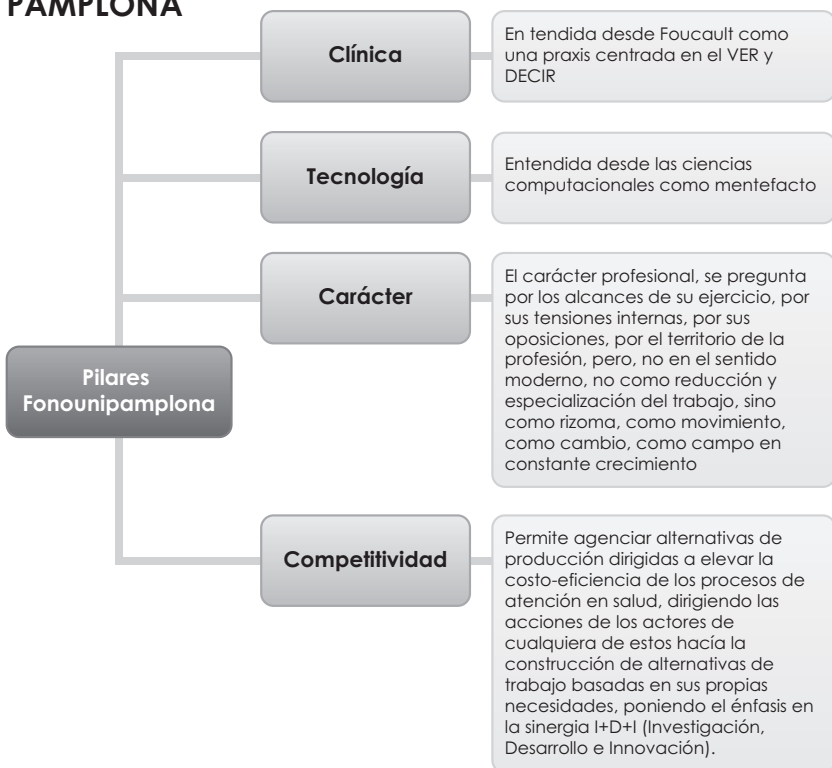 PAMPLONA
Clínica
En tendida desde Foucault como
una praxis centrada en el VER y
DECIR
Tecnología
Entendida desde las ciencias
computacionales como mentefacto
Carácter
El carácter profesional, se pregunta
por los alcances de su ejercicio, por
sus tensiones internas, por sus
oposiciones, por el territorio de la
profesión, pero, no en el sentido
moderno, no como reducción y
especialización del trabajo, sino
como rizoma, como movimiento,
como cambio, como campo en
constante crecimiento
Pilares
Fonounipamplona
Competitividad
Permite agenciar alternativas de
producción dirigidas a elevar la
costo-eficiencia de los procesos de
atención en salud, dirigiendo las
acciones de los actores de
cualquiera de estos hacía la
construcción de alternativas de
trabajo basadas en sus propias
necesidades, poniendo el énfasis en
la sinergia I+D+I (Investigación,
Desarrollo e Innovación).